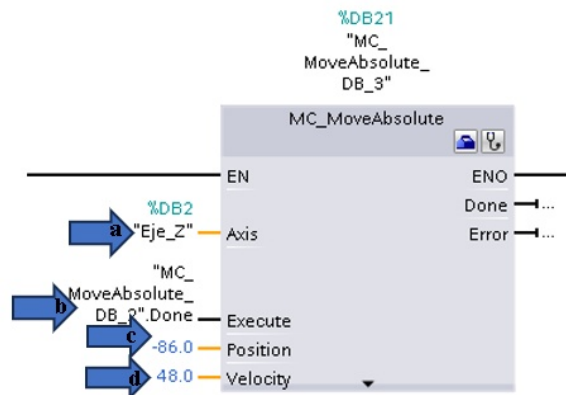 %DB21
"MC_
MoveAbsolute_
DB_3"
MC_MoveAbsolute
EN ENO
Done ...
%DB2
a "Eje_Z" Axis Error ...
"MC_
b MoveAbsolute_
DB_2".Done Execute
c -86.0 Position
d 48.0 Velocity